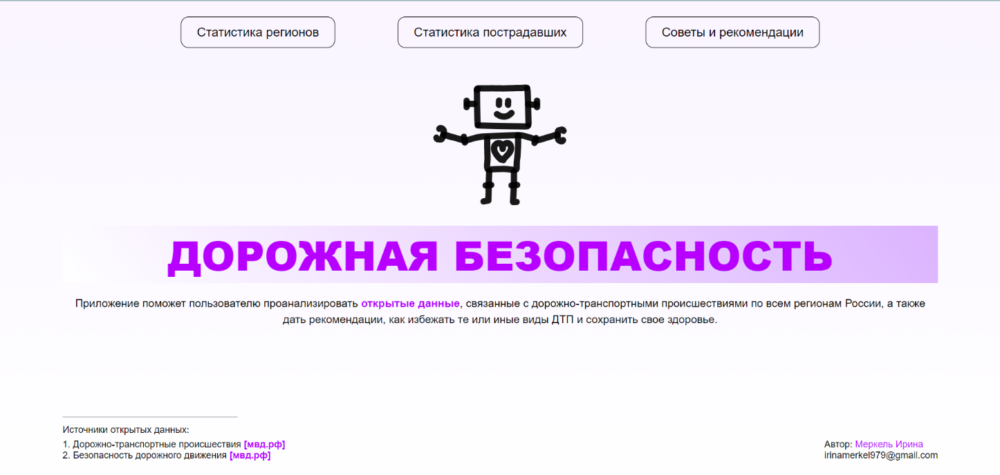 Статистика регионов
Статистика пострадавших
Советы и рекомендации
ДОРОЖНАЯ БЕЗОПАСНОСТЬ
Приложение поможет пользователю проанализировать открытые данные, связанные с дорожно-транспортными происшествиями по всем регионам России, а также
дать рекомендации, как избежать те или иные виды ДТП и сохранить свое здоровье.
Источники открытых данных:
1. Дорожно-транспортные происшествия [мвд.рф]
2. Безопасность дорожного движения [мвд.рф]
Автор: Меркель Ирина
irinamerkel979@gmail.com